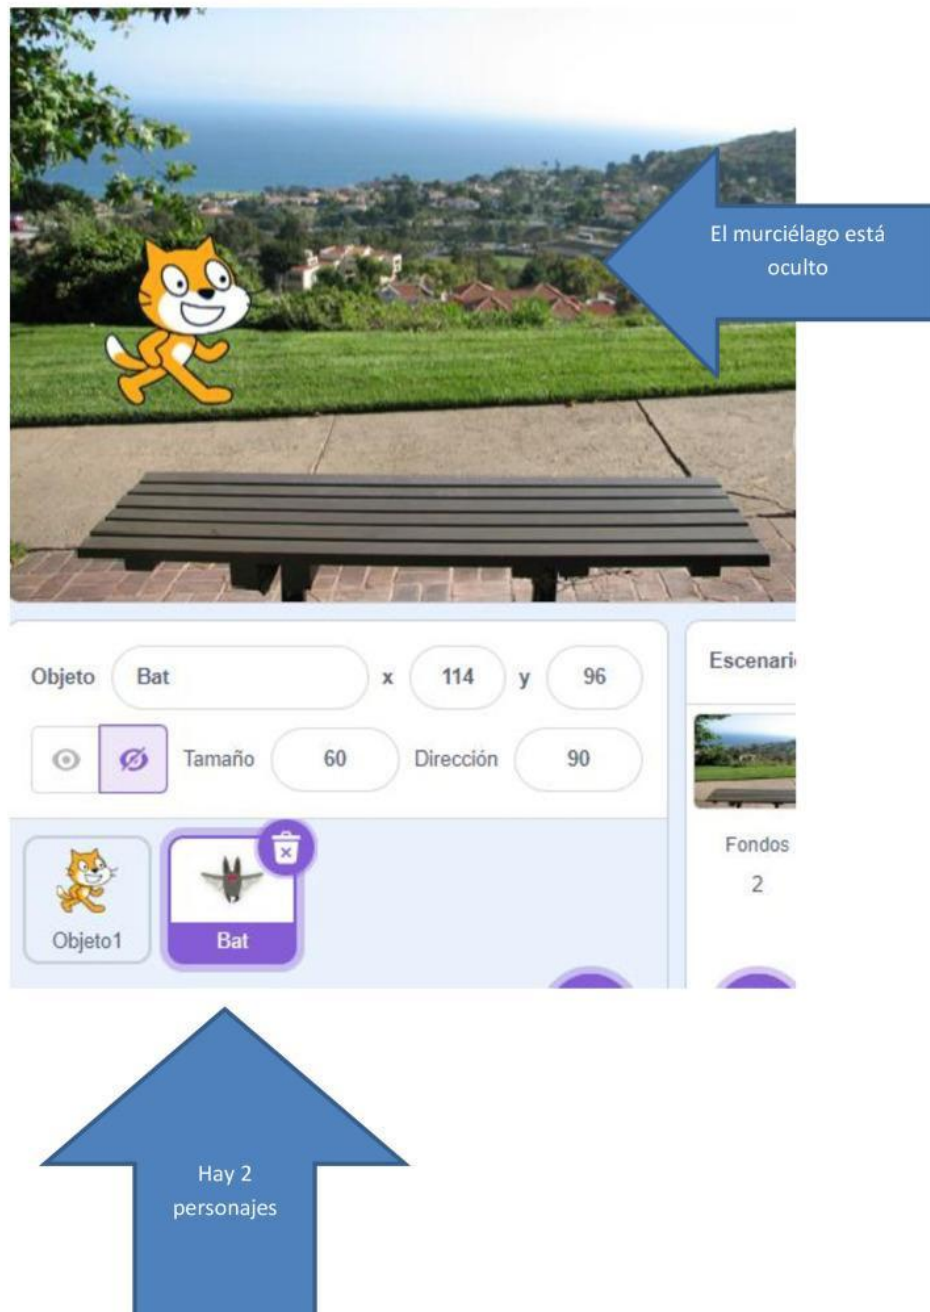 El murciélago está
oculto
Objeto Bat x 114 y 96
Tamaño 60 Dirección 90
Objeto1 Bat
Escenari
Fondos
2
Hay 2
personajes